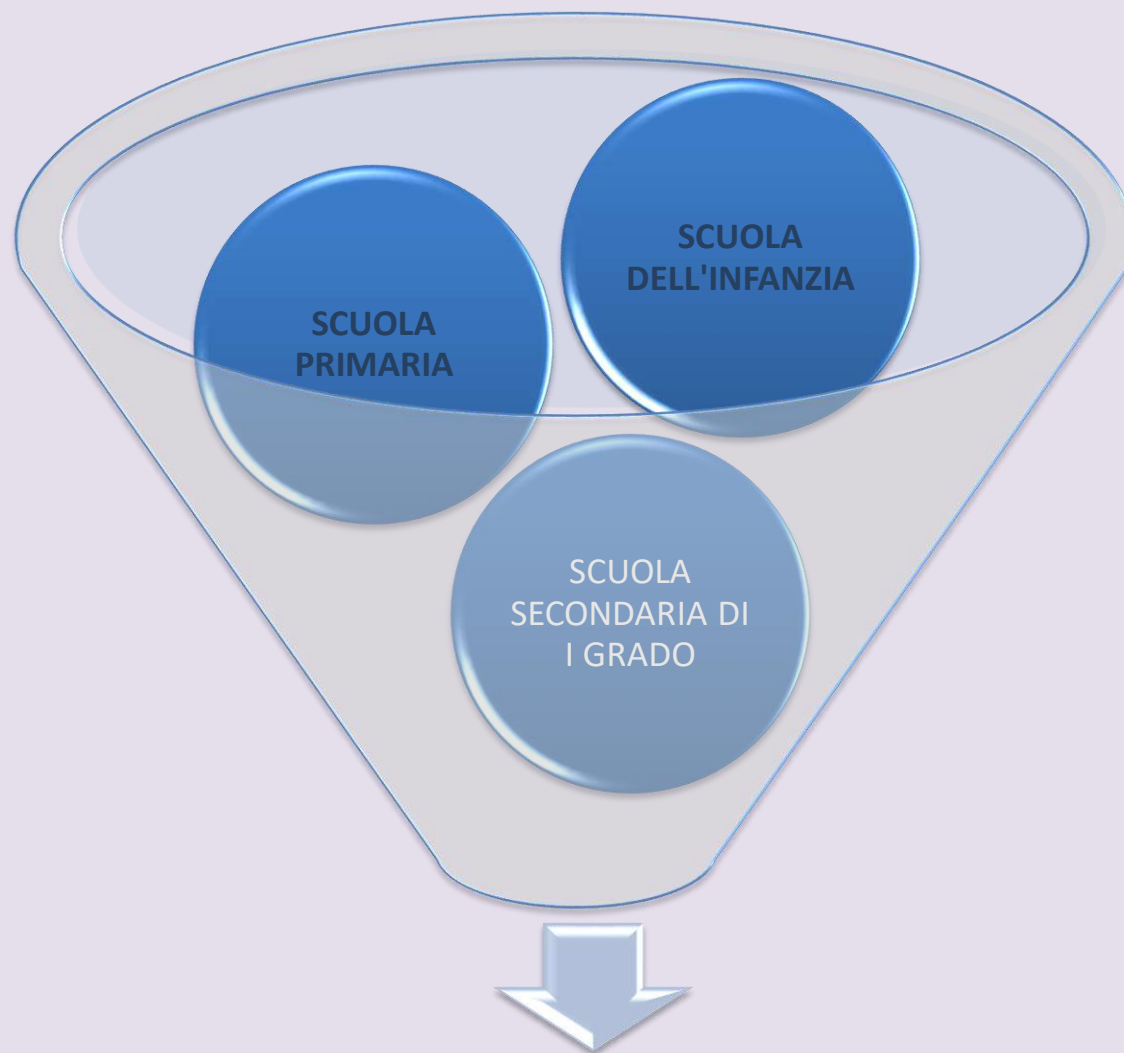 SCUOLA
DELL'INFANZIA
SCUOLA
PRIMARIA
SCUOLA
SECONDARIA DI
I GRADO